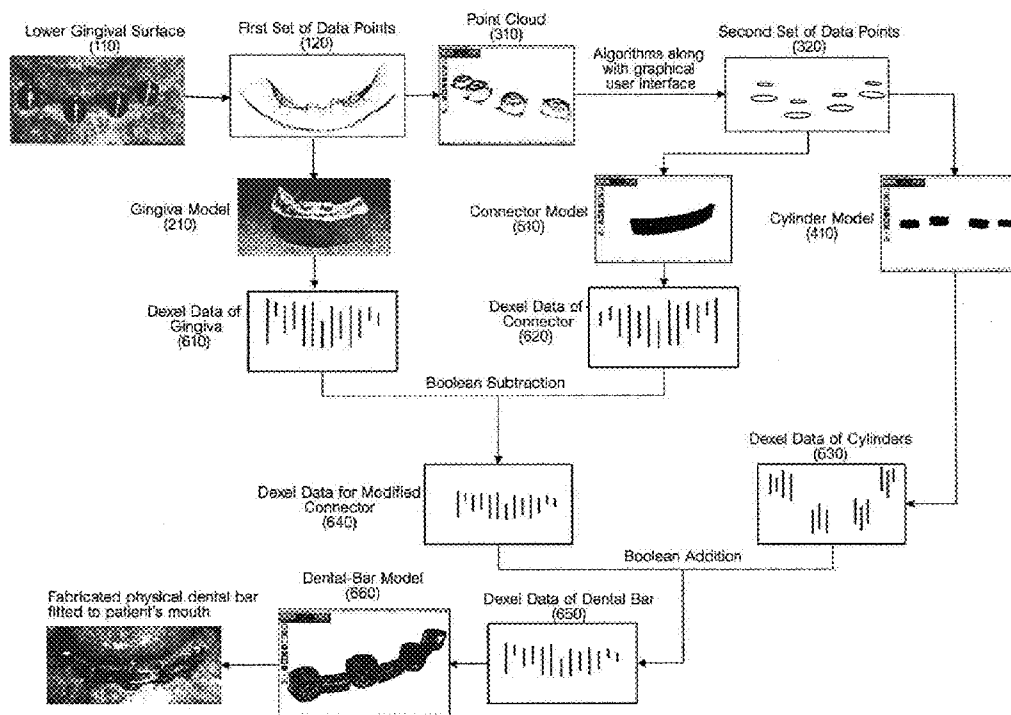 Lower Gingival Surface
(110)
First Set of Data Points
(120)
Point Cloud
(310)
Algorithms along
with graphical
user interface
Second Set of Data Points
(320)
Gingiva Model
(210)
Connector Model
(510)
Cylinder Model
(410)
Dexel Data of
Gingiva
(610)
Dexel Data of
Connector
(620)
Boolean Subtraction
Dexel Data of Cylinders
(630)
Dexel Data for Modified
Connector
(640)
Boolean Addition
Dental-Bar Model
(660)
Fabricated physical dental bar
fitted to patient's mouth
Dexel Data of Dental Bar
(650)